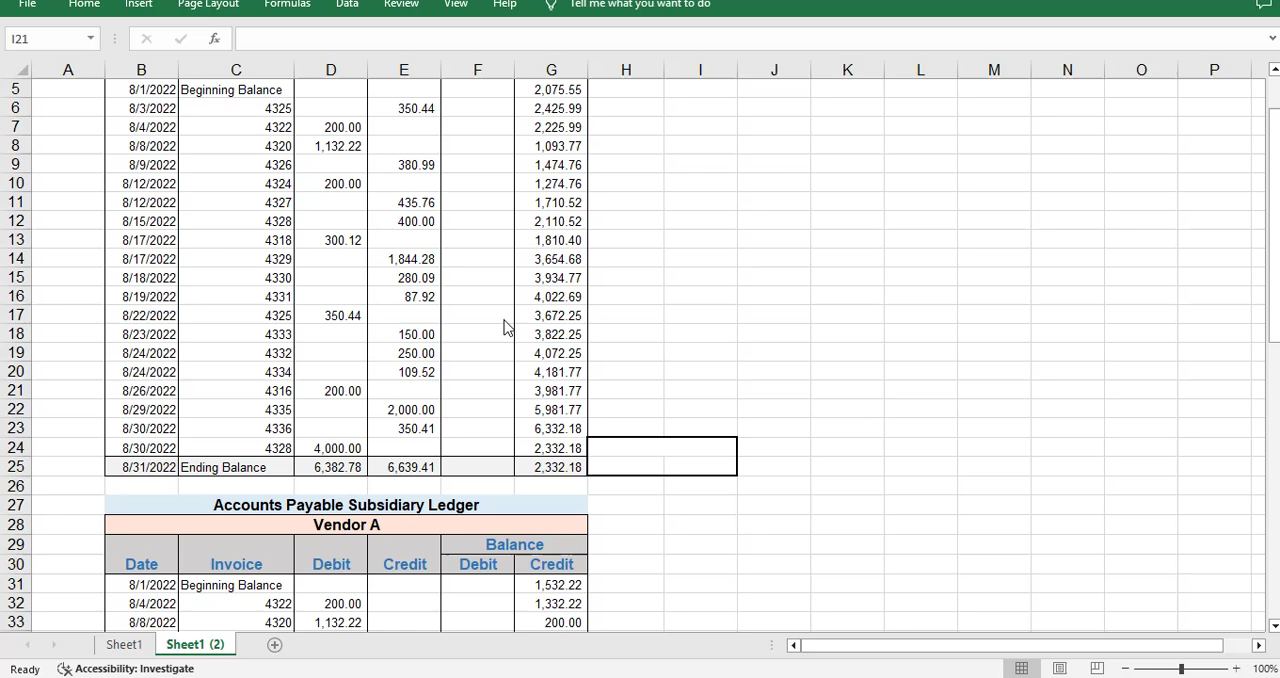 File Home Insert Page Layout Formulas Data Review View Help Tell me what you want to do
I21 fx
A B C D E F G H I J K L M N O P
5 8/1/2022 Beginning Balance 2,075.55
6 8/3/2022 4325 350.44 2,425.99
7 8/4/2022 4322 200.00 2,225.99
8 8/8/2022 4320 1,132.22 1,093.77
9 8/9/2022 4326 380.99 1,474.76
10 8/12/2022 4324 200.00 1,274.76
11 8/12/2022 4327 435.76 1,710.52
12 8/15/2022 4328 400.00 2,110.52
13 8/17/2022 4318 300.12 1,810.40
14 8/17/2022 4329 1,844.28 3,654.68
15 8/18/2022 4330 280.09 3,934.77
16 8/19/2022 4331 87.92 4,022.69
17 8/22/2022 4325 350.44 3,672.25
18 8/23/2022 4333 150.00 3,822.25
19 8/24/2022 4332 250.00 4,072.25
20 8/24/2022 4334 109.52 4,181.77
21 8/26/2022 4316 200.00 3,981.77
22 8/29/2022 4335 2,000.00 5,981.77
23 8/30/2022 4336 350.41 6,332.18
24 8/30/2022 4328 4,000.00 2,332.18
25 8/31/2022 Ending Balance 6,382.78 6,639.41 2,332.18
26
27 Accounts Payable Subsidiary Ledger
28 Vendor A
29 Balance
30 Date Invoice Debit Credit Debit Credit
31 8/1/2022 Beginning Balance 1,532.22
32 8/4/2022 4322 200.00 1,332.22
33 8/8/2022 4320 1,132.22 200.00
Sheet1 Sheet1 (2)
Ready Accessibility: Investigate 100%